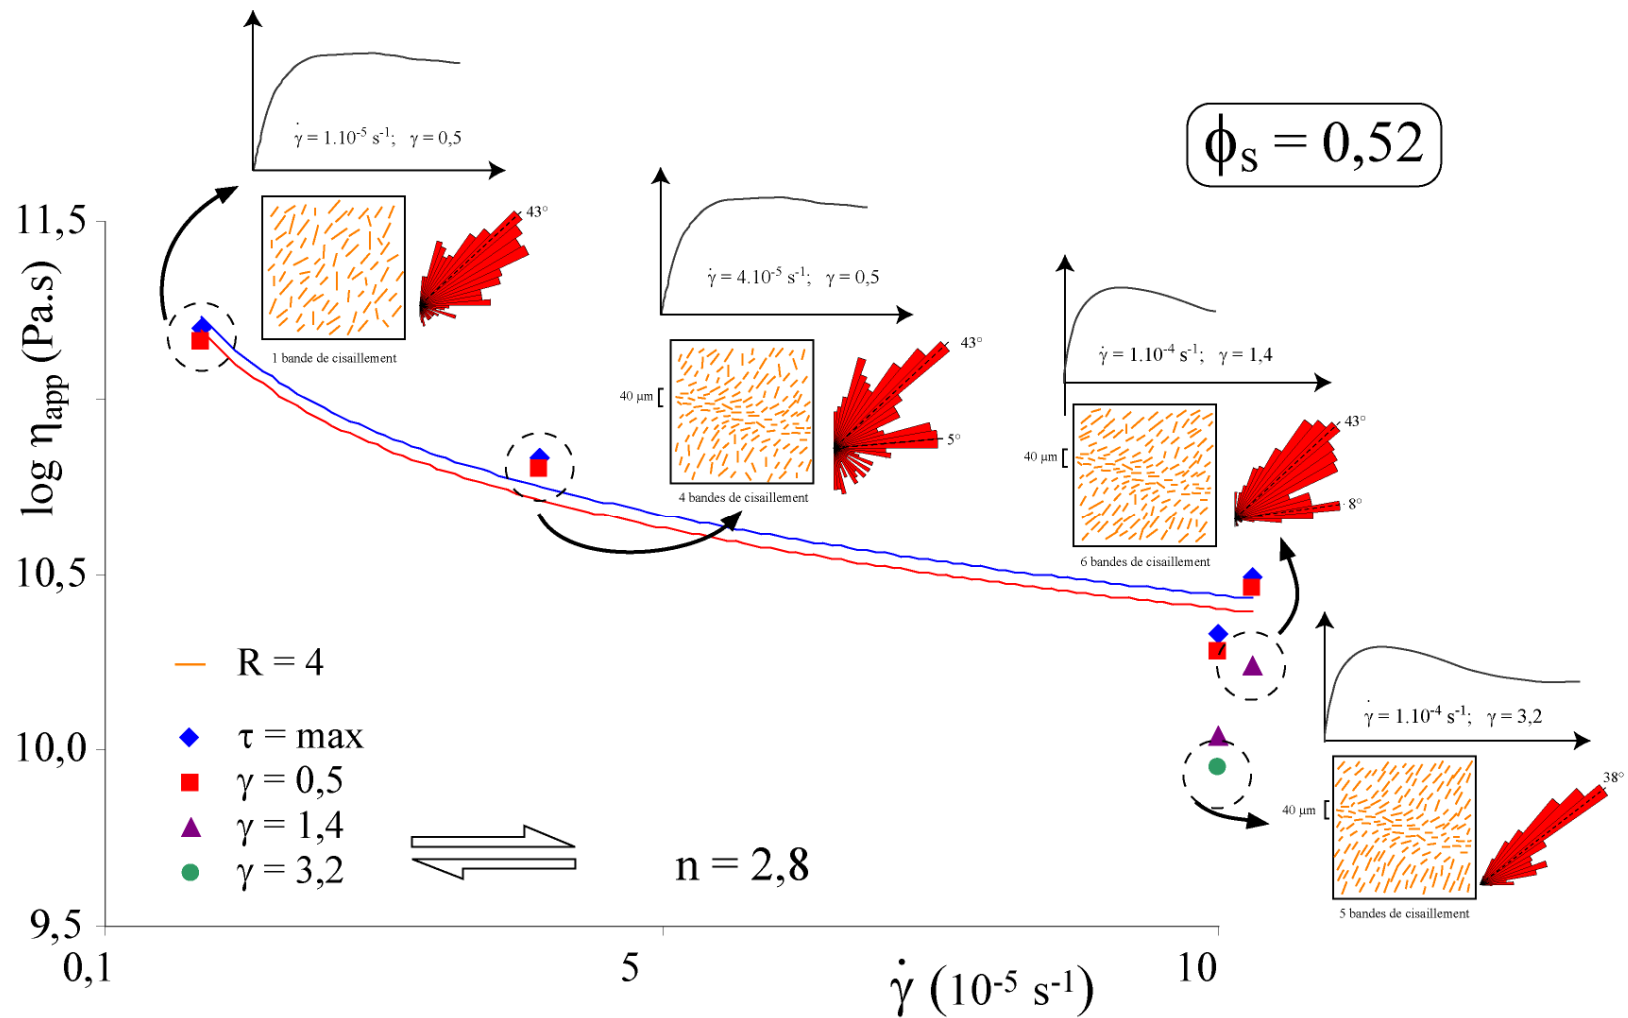 γ̇ = 1.10-5 s-1; γ = 0,5
43°
1 bande de cisaillement
γ̇ = 4.10-5 s-1; γ = 0,5
40 µm
43°
5°
4 bandes de cisaillement
ϕs = 0,52
γ̇ = 1.10-4 s-1; γ = 1,4
40 µm
43°
8°
6 bandes de cisaillement
γ̇ = 1.10-4 s-1; γ = 3,2
40 µm
38°
5 bandes de cisaillement
log ηapp (Pa.s)
11,5
10,5
10,0
9,5
R = 4
τ = max
γ = 0,5
γ = 1,4
γ = 3,2
n = 2,8
0,1
5
10
γ̇ (10-5 s-1)